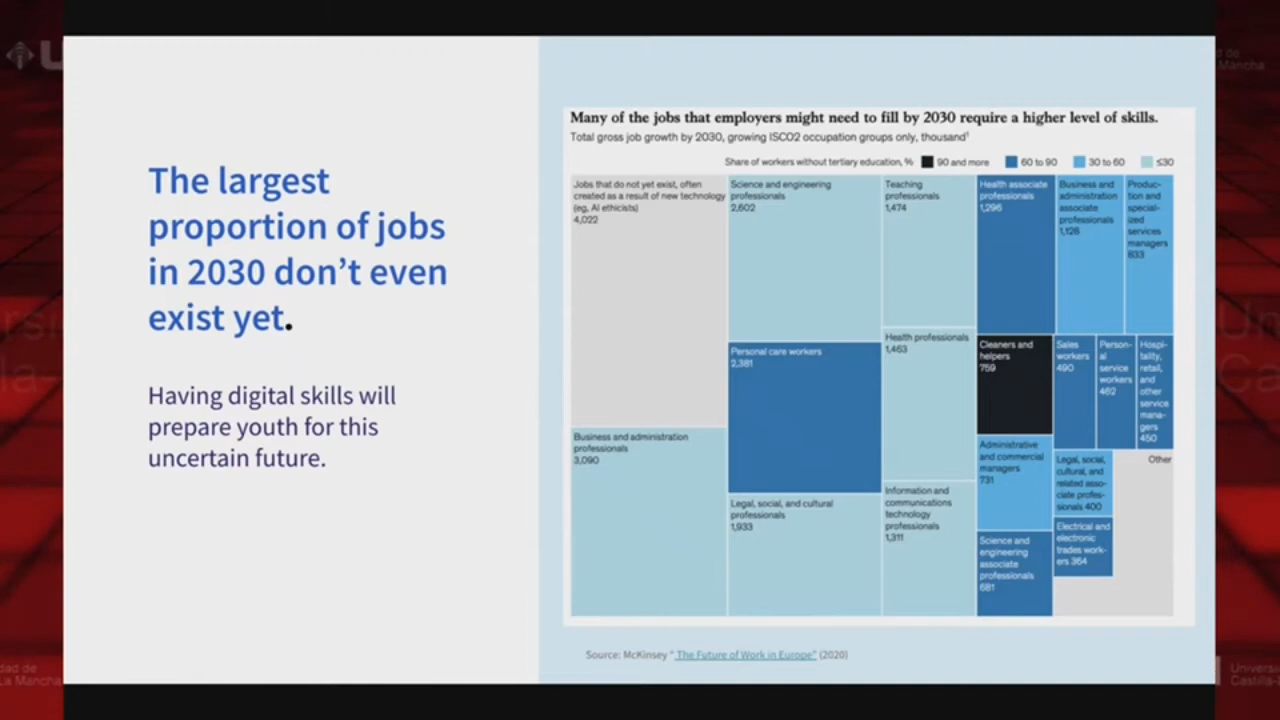 The largest
proportion of jobs
in 2030 don't even
exist yet.
Having digital skills will
prepare youth for this
uncertain future.
Many of the jobs that employers might need to fill by 2030 require a higher level of skills.
Total gross job growth by 2030, growing ISCO2 occupation groups only, thousand¹
Share of workers without tertiary education, % 90 and more 60 to 90 30 to 60 ≤30
Jobs that do not yet exist, often
created as a result of new technology
(eg, AI ethicists)
4,022
Business and administration
professionals
3,090
Science and engineering
professionals
2,602
Personal care workers
2,381
Legal, social, and cultural
professionals
1,933
Teaching
professionals
1,474
Health professionals
1,463
Information and
communications
technology
professionals
1,311
Health associate
professionals
1,296
Business and
administration
associate
professionals
1,128
Produc-
tion and
special-
ized
services
managers
833
Cleaners and
helpers
759
Sales
workers
490
Person-
al
service
workers
462
Hospi-
tality,
retail,
and
other
service
mana-
gers
450
Administrative
and commercial
managers
731
Legal, social,
cultural, and
related asso-
ciate profes-
sionals 400
Other
Science and
engineering
associate
professionals
681
Electrical and
electronic
trades work-
ers 364
Source: McKinsey " The Future of Work in Europe" (2020)
dad de
La Mancha
Universi
Castilla-